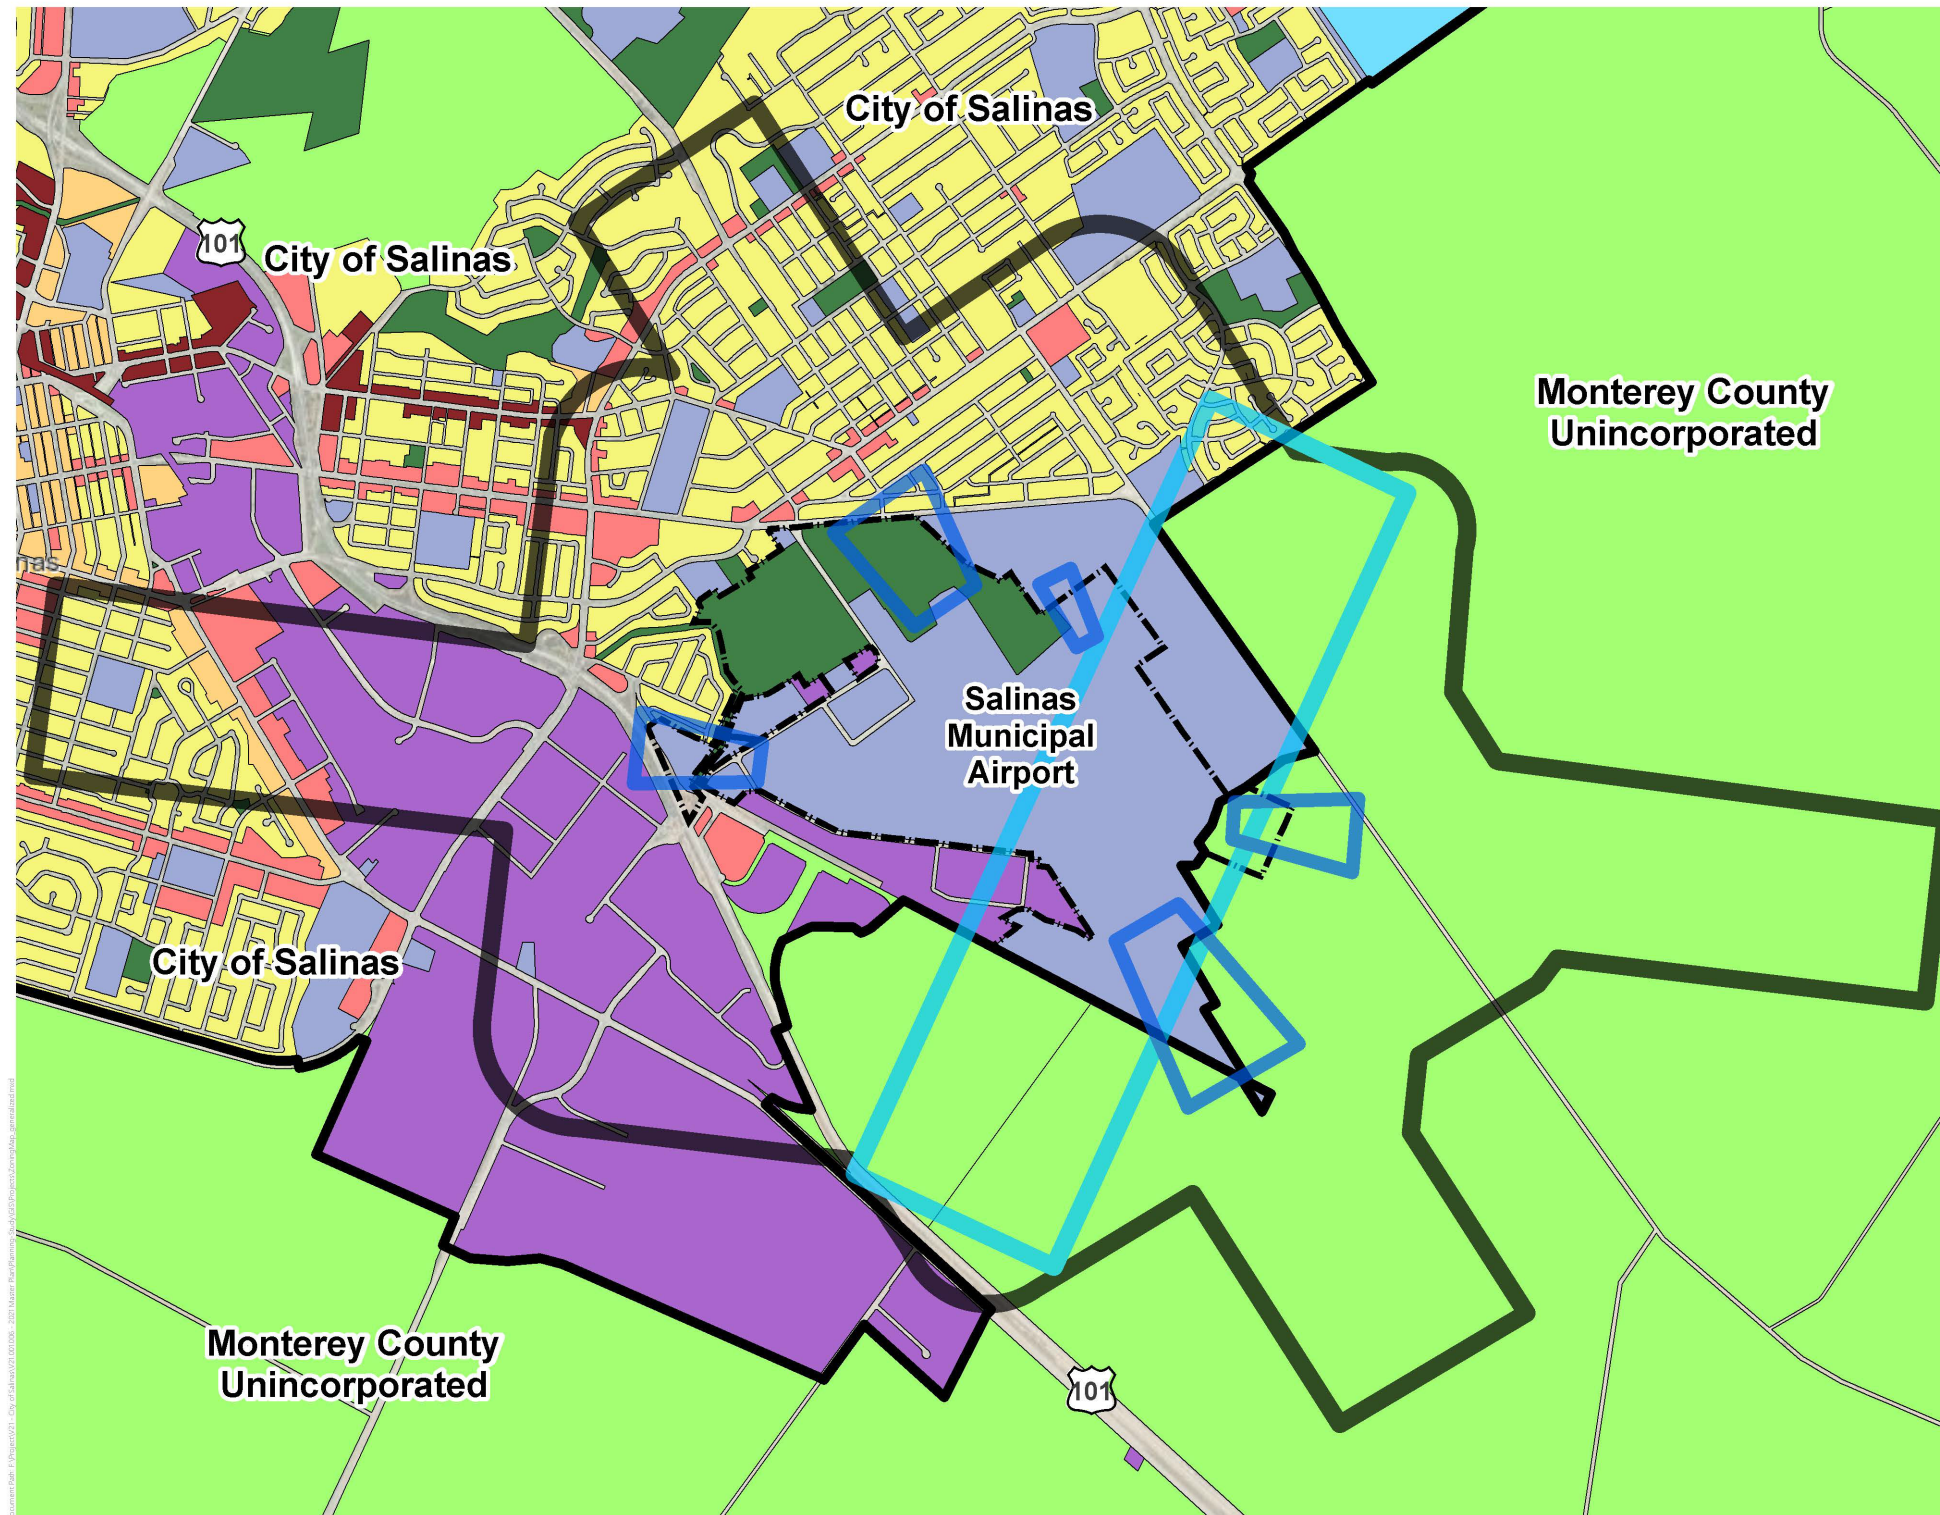 City of Salinas
101
City of Salinas
Monterey County
Unincorporated
nas
Salinas
Municipal
Airport
City of Salinas
Monterey County
Unincorporated
101